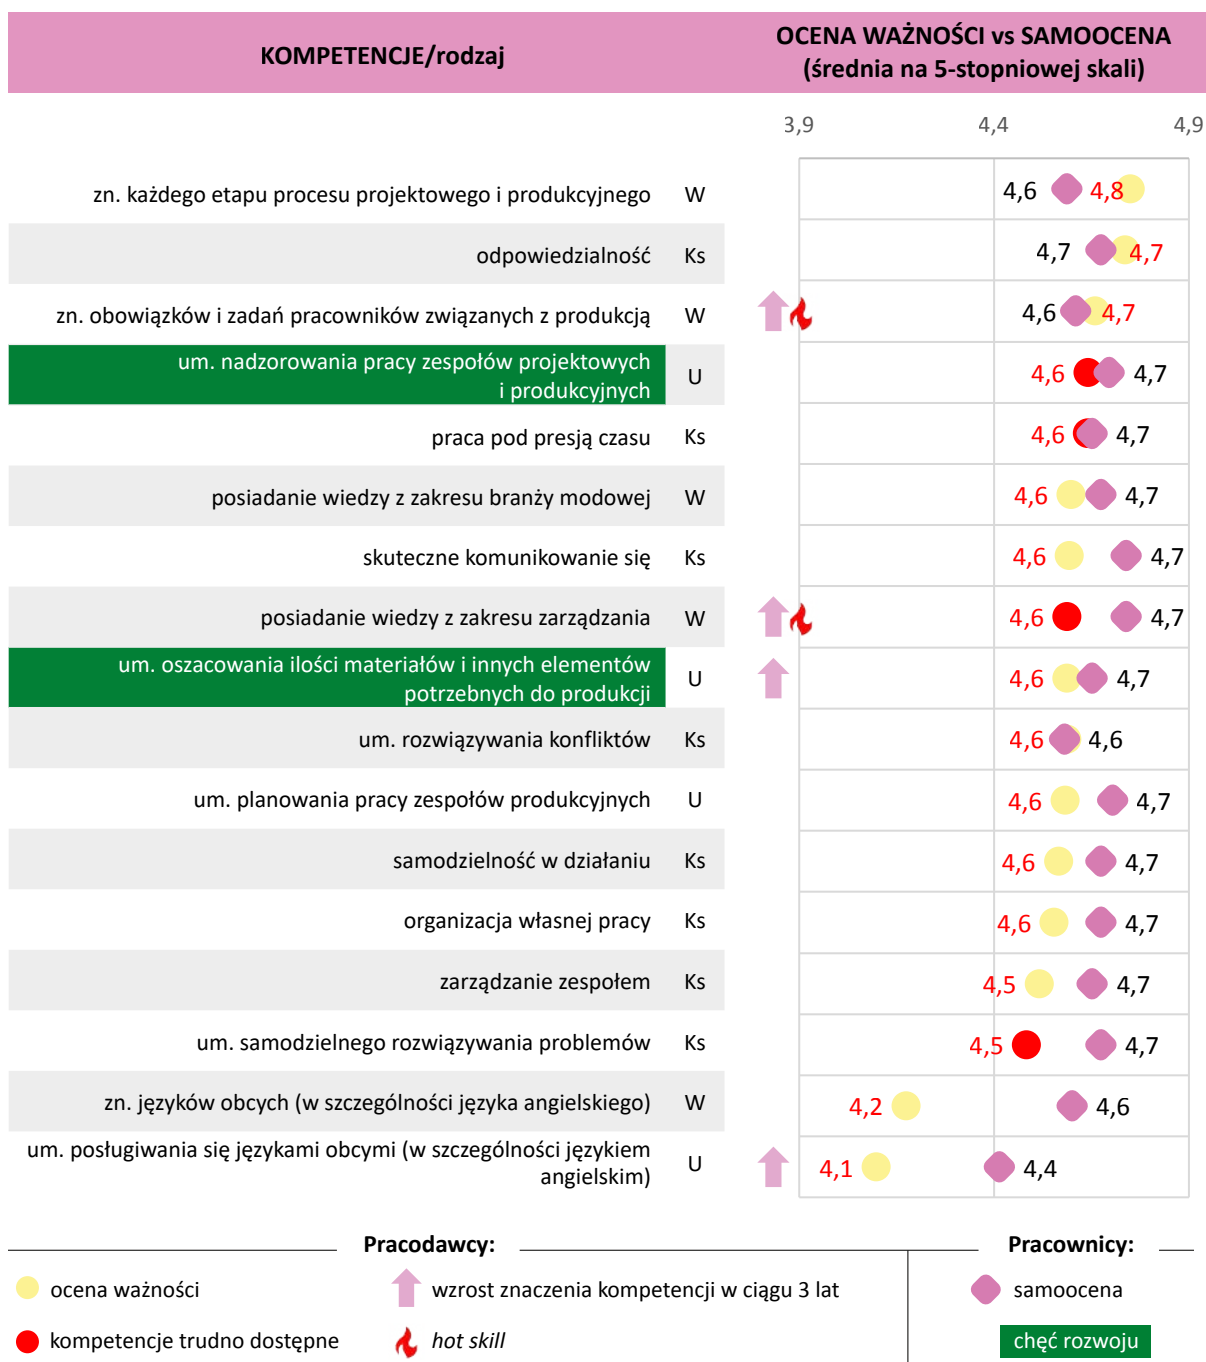 KOMPETENCJE/rodzaj
OCENA WAŻNOŚCI vs SAMOOCENA
(średnia na 5-stopniowej skali)
3,9 4,4 4,9
zn. każdego etapu procesu projektowego i produkcyjnego W 4,6 4,8
odpowiedzialność Ks 4,7 4,7
zn. obowiązków i zadań pracowników związanych z produkcją W 4,6 4,7
um. nadzorowania pracy zespołów projektowych
i produkcyjnych U 4,6 4,7
praca pod presją czasu Ks 4,6 4,7
posiadanie wiedzy z zakresu branży modowej W 4,6 4,7
skuteczne komunikowanie się Ks 4,6 4,7
posiadanie wiedzy z zakresu zarządzania W 4,6 4,7
um. oszacowania ilości materiałów i innych elementów
potrzebnych do produkcji U 4,6 4,7
um. rozwiązywania konfliktów Ks 4,6 4,6
um. planowania pracy zespołów produkcyjnych U 4,6 4,7
samodzielność w działaniu Ks 4,6 4,7
organizacja własnej pracy Ks 4,6 4,7
zarządzanie zespołem Ks 4,5 4,7
um. samodzielnego rozwiązywania problemów Ks 4,5 4,7
zn. języków obcych (w szczególności języka angielskiego) W 4,2 4,6
um. posługiwania się językami obcymi (w szczególności językiem
angielskim) U 4,1 4,4
Pracodawcy: Pracownicy:
ocena ważności wzrost znaczenia kompetencji w ciągu 3 lat samoocena
kompetencje trudno dostępne hot skill chęć rozwoju